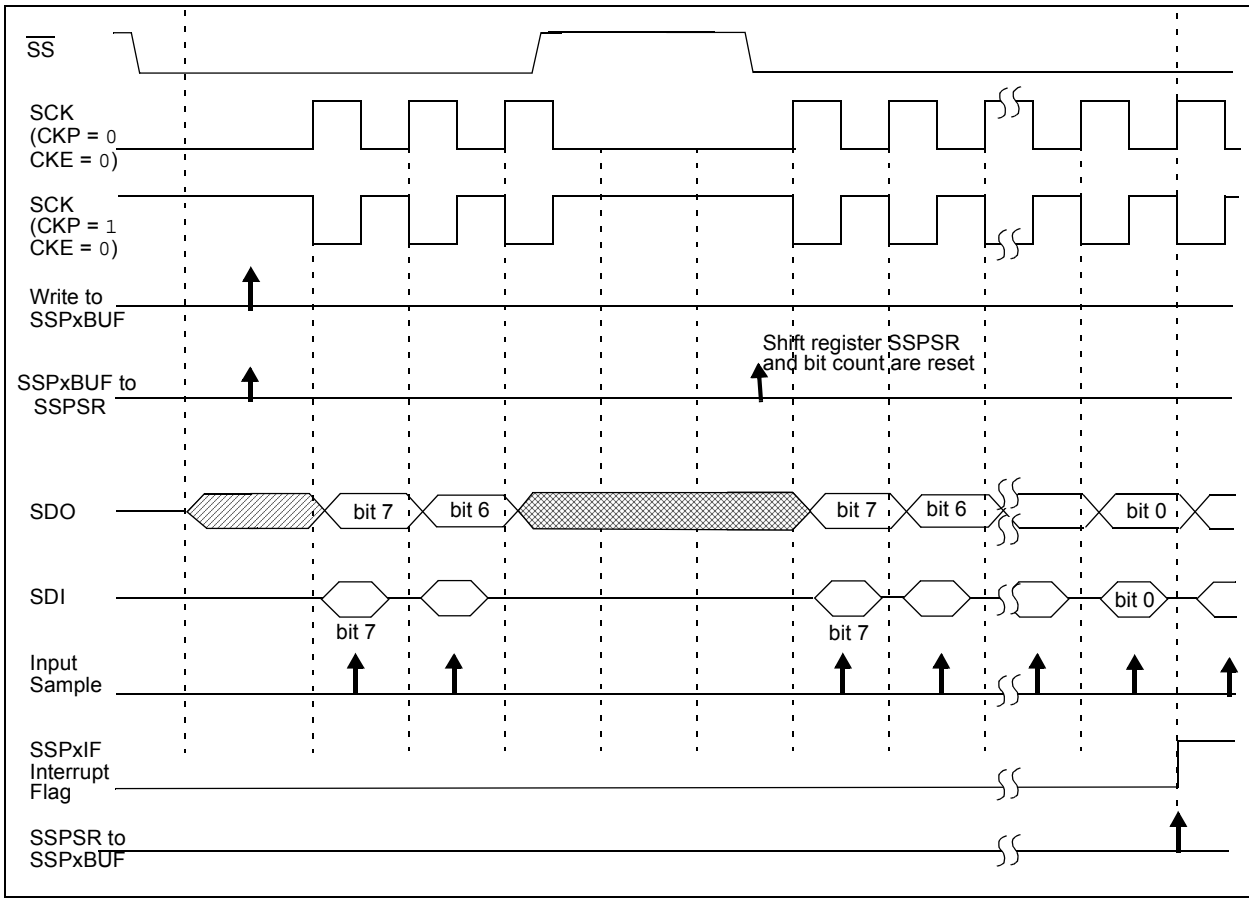 SS
SCK
(CKP = 0
CKE = 0)
SCK
(CKP = 1
CKE = 0)
Write to
SSPxBUF
Shift register SSPSR
and bit count are reset
SSPxBUF to
SSPSR
SDO
bit 7
bit 6
bit 7
bit 6
bit 0
SDI
bit 7
bit 7
bit 0
Input
Sample
SSPxIF
Interrupt
Flag
SSPSR to
SSPxBUF